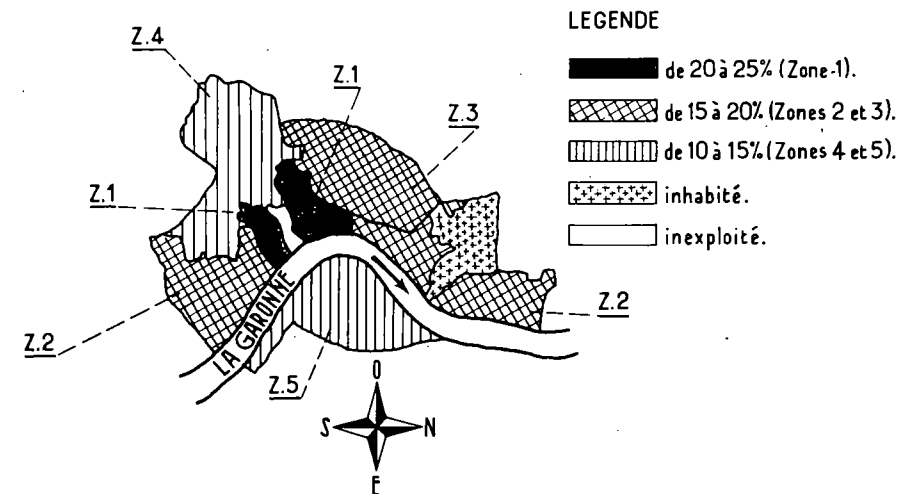 LEGENDE
de 20 à 25% (Zone-1).
de 15 à 20% (Zones 2 et 3).
de 10 à 15% (Zones 4 et 5).
inhabité.
inexploité.
Z.4
Z.1
Z.3
Z.1
Z.2
Z.2
Z.5
LA GARONNE
O
S
N
E